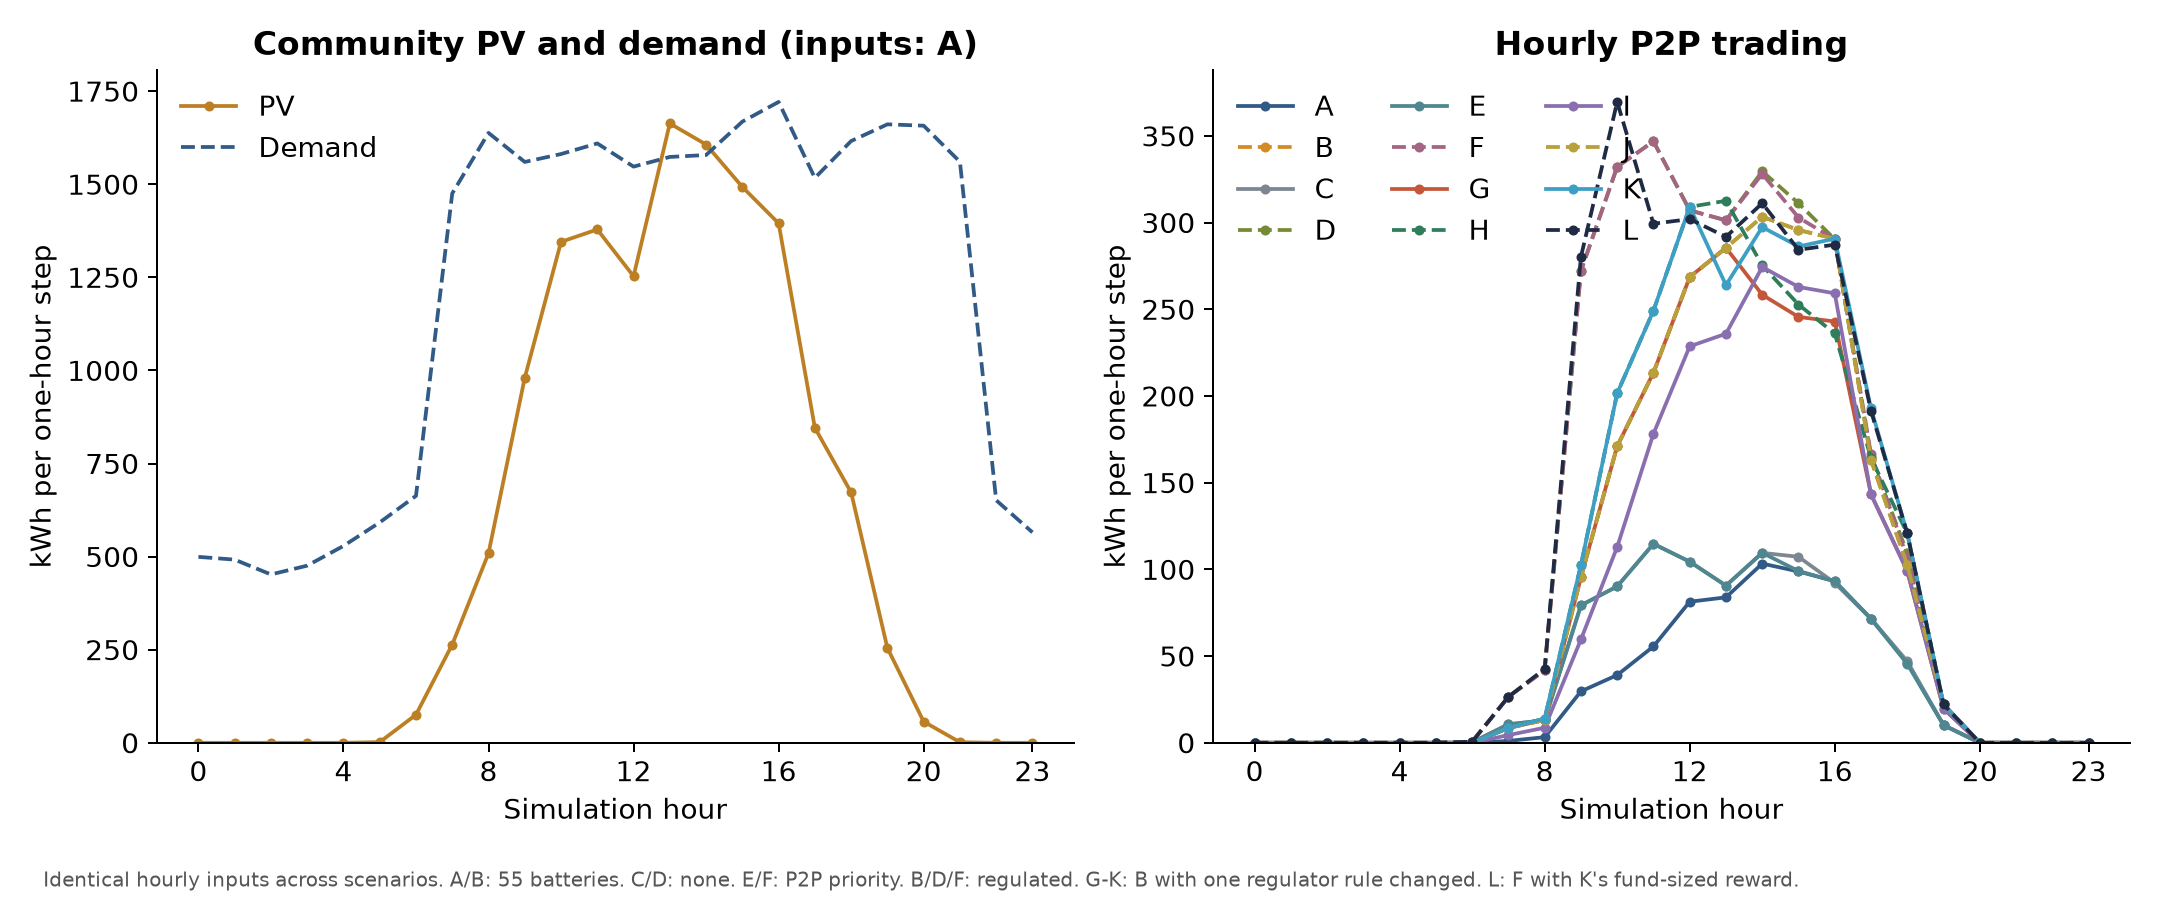 Community PV and demand (inputs: A)
kWh per one-hour step
1750
1500
1250
1000
750
500
250
0
PV
Demand
0 4 8 12 16 20 23
Simulation hour
Hourly P2P trading
kWh per one-hour step
350
300
250
200
150
100
50
0
A E I
B F J
C G K
D H L
0 4 8 12 16 20 23
Simulation hour
Identical hourly inputs across scenarios. A/B: 55 batteries. C/D: none. E/F: P2P priority. B/D/F: regulated. G-K: B with one regulator rule changed. L: F with K's fund-sized reward.